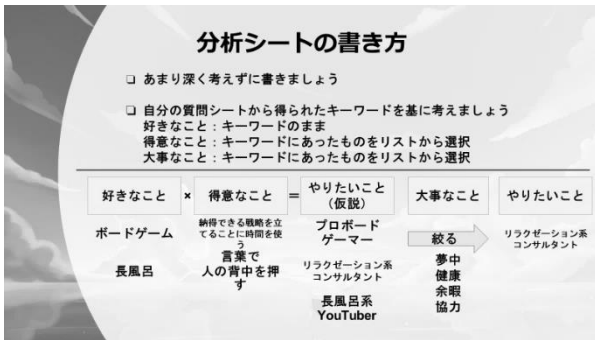 分析シートの書き方
❑ あまり深く考えずに書きましょう
❑ 自分の質問シートから得られたキーワードを基に考えましょう
好きなこと：キーワードのまま
得意なこと：キーワードにあったものをリストから選択
大事なこと：キーワードにあったものをリストから選択
好きなこと × 得意なこと = やりたいこと
（仮説）
大事なこと
やりたいこと
ボードゲーム
長風呂
納得できる戦略を立
てることに時間を使
う
言葉で
人の背中を押
す
プロボード
ゲーマー
リラクゼーション系
コンサルタント
長風呂系
YouTuber
絞る
夢中
健康
余暇
協力
リラクゼーション系
コンサルタント